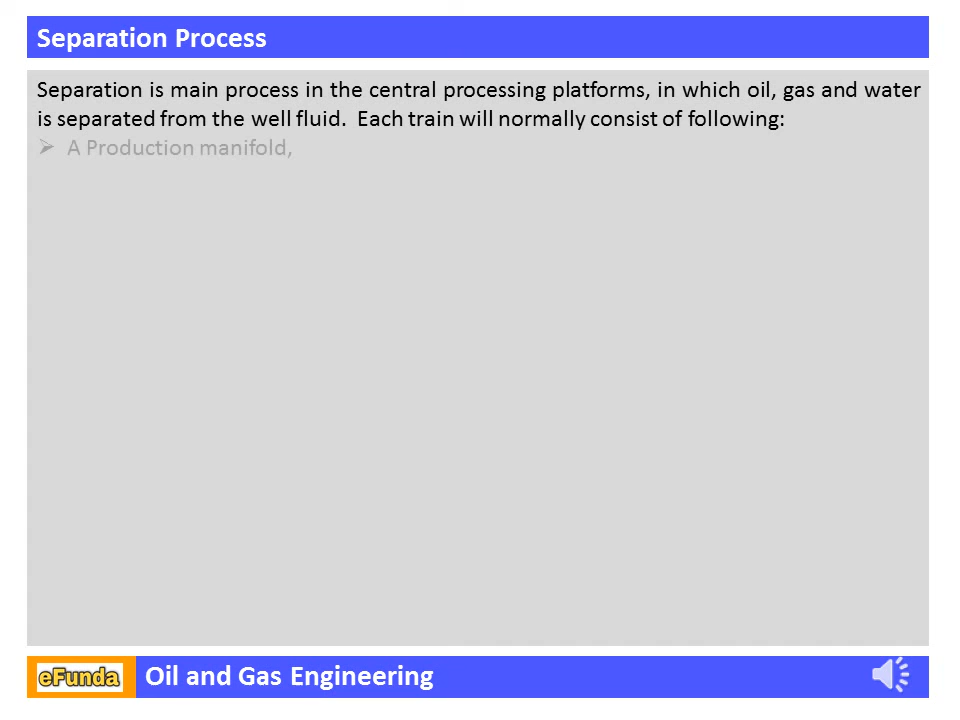 Separation Process
Separation is main process in the central processing platforms, in which oil, gas and water
is separated from the well fluid.  Each train will normally consist of following:
➢ A Production manifold,
eFunda
Oil and Gas Engineering